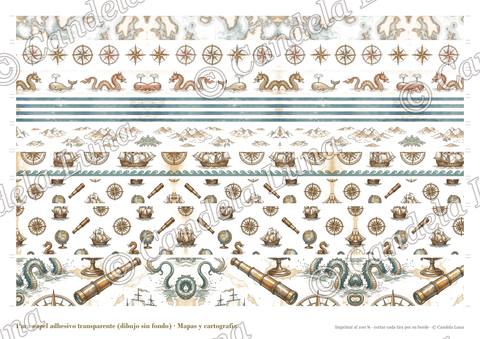 © Candela Luna
papel adhesivo transparente (dibujo sin fondo) · Mapas y cartografía
Imprimir al 100 % · cortar cada tira por su borde · © Candela Luna